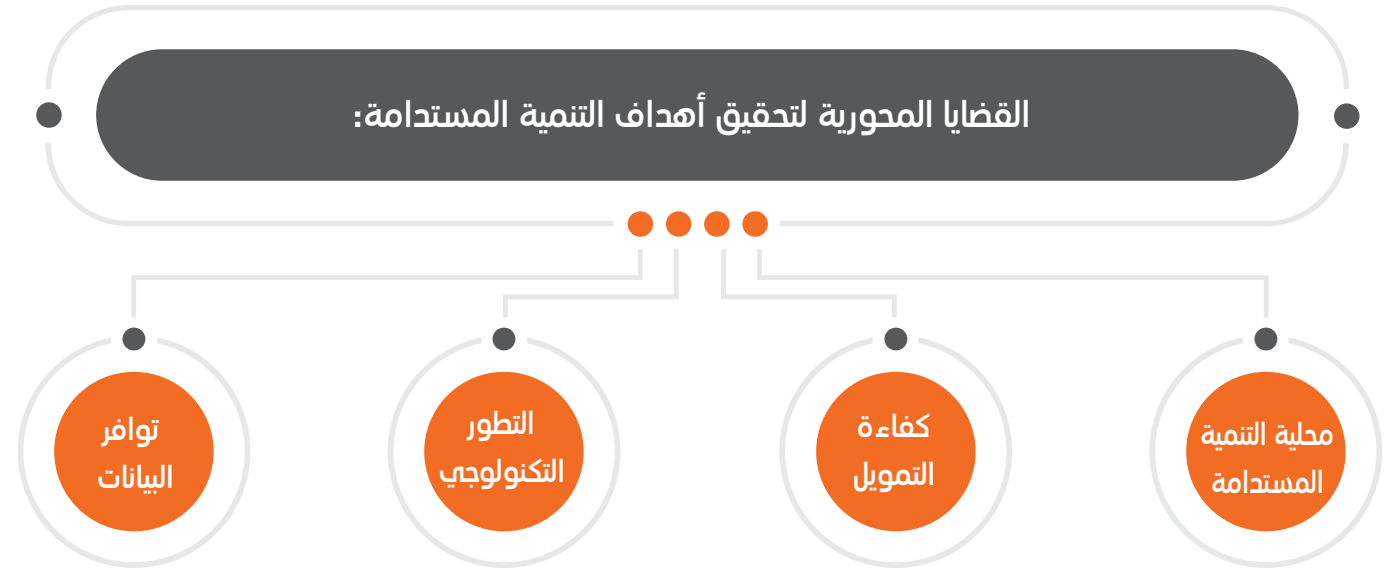 القضايا المحورية لتحقيق أهداف التنمية المستدامة:
محلية التنمية
المستدامة
كفاءة
التمويل
التطور
التكنولوجي
توافر
البيانات